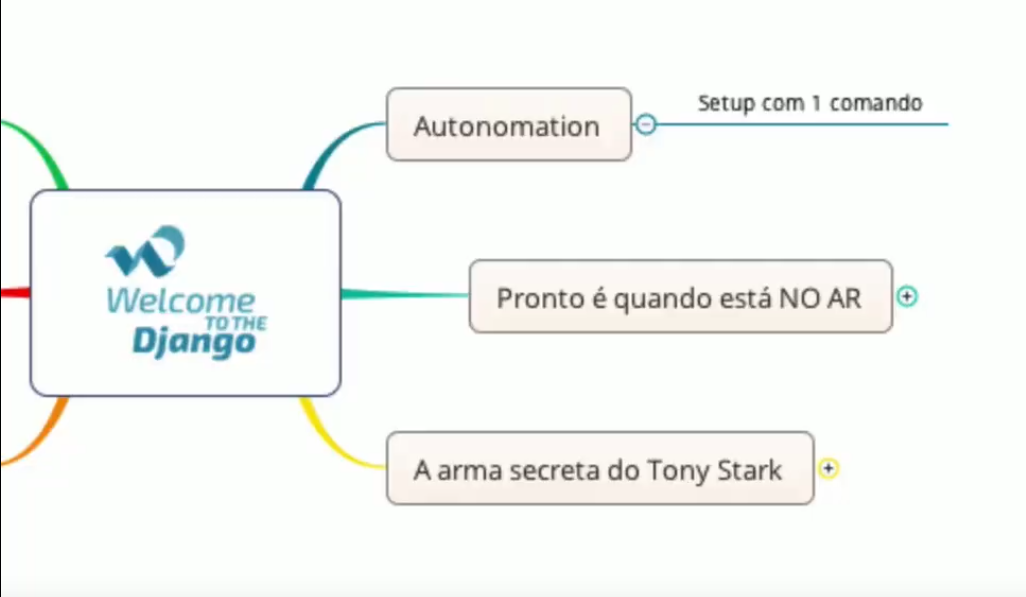 Autonomation
Setup com 1 comando
Welcome
TO THE
Django
Pronto é quando está NO AR
A arma secreta do Tony Stark